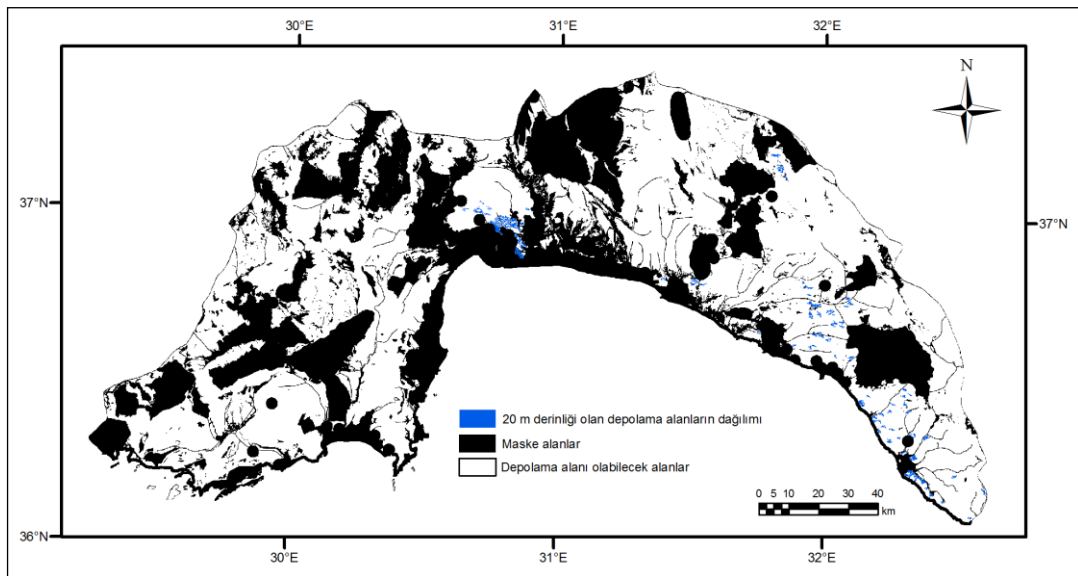 30°E 31°E 32°E
N
37°N 37°N
20 m derinliği olan depolama alanların dağılımı
Maske alanlar
Depolama alanı olabilecek alanlar
0 5 10 20 30 40
km
36°N 36°N
30°E 31°E 32°E